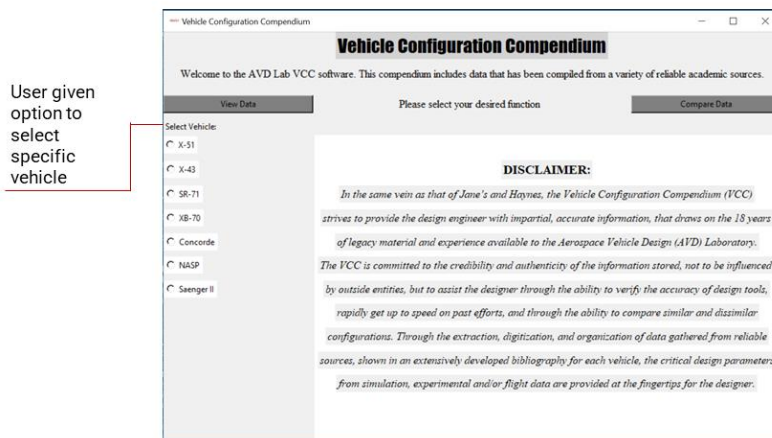 Vehicle Configuration Compendium
Vehicle Configuration Compendium
Welcome to the AVD Lab VCC software. This compendium includes data that has been compiled from a variety of reliable academic sources.
View Data
Please select your desired function
Compare Data
User given
option to
select
specific
vehicle
Select Vehicle:
X-51
X-43
SR-71
XB-70
Concorde
NASP
Saenger II
DISCLAIMER:
In the same vein as that of Jane's and Haynes, the Vehicle Configuration Compendium (VCC)
strives to provide the design engineer with impartial, accurate information, that draws on the 18 years
of legacy material and experience available to the Aerospace Vehicle Design (AVD) Laboratory.
The VCC is committed to the credibility and authenticity of the information stored, not to be influenced
by outside entities, but to assist the designer through the ability to verify the accuracy of design tools,
rapidly get up to speed on past efforts, and through the ability to compare similar and dissimilar
configurations. Through the extraction, digitization, and organization of data gathered from reliable
sources, shown in an extensively developed bibliography for each vehicle, the critical design parameters
from simulation, experimental and/or flight data are provided at the fingertips for the designer.